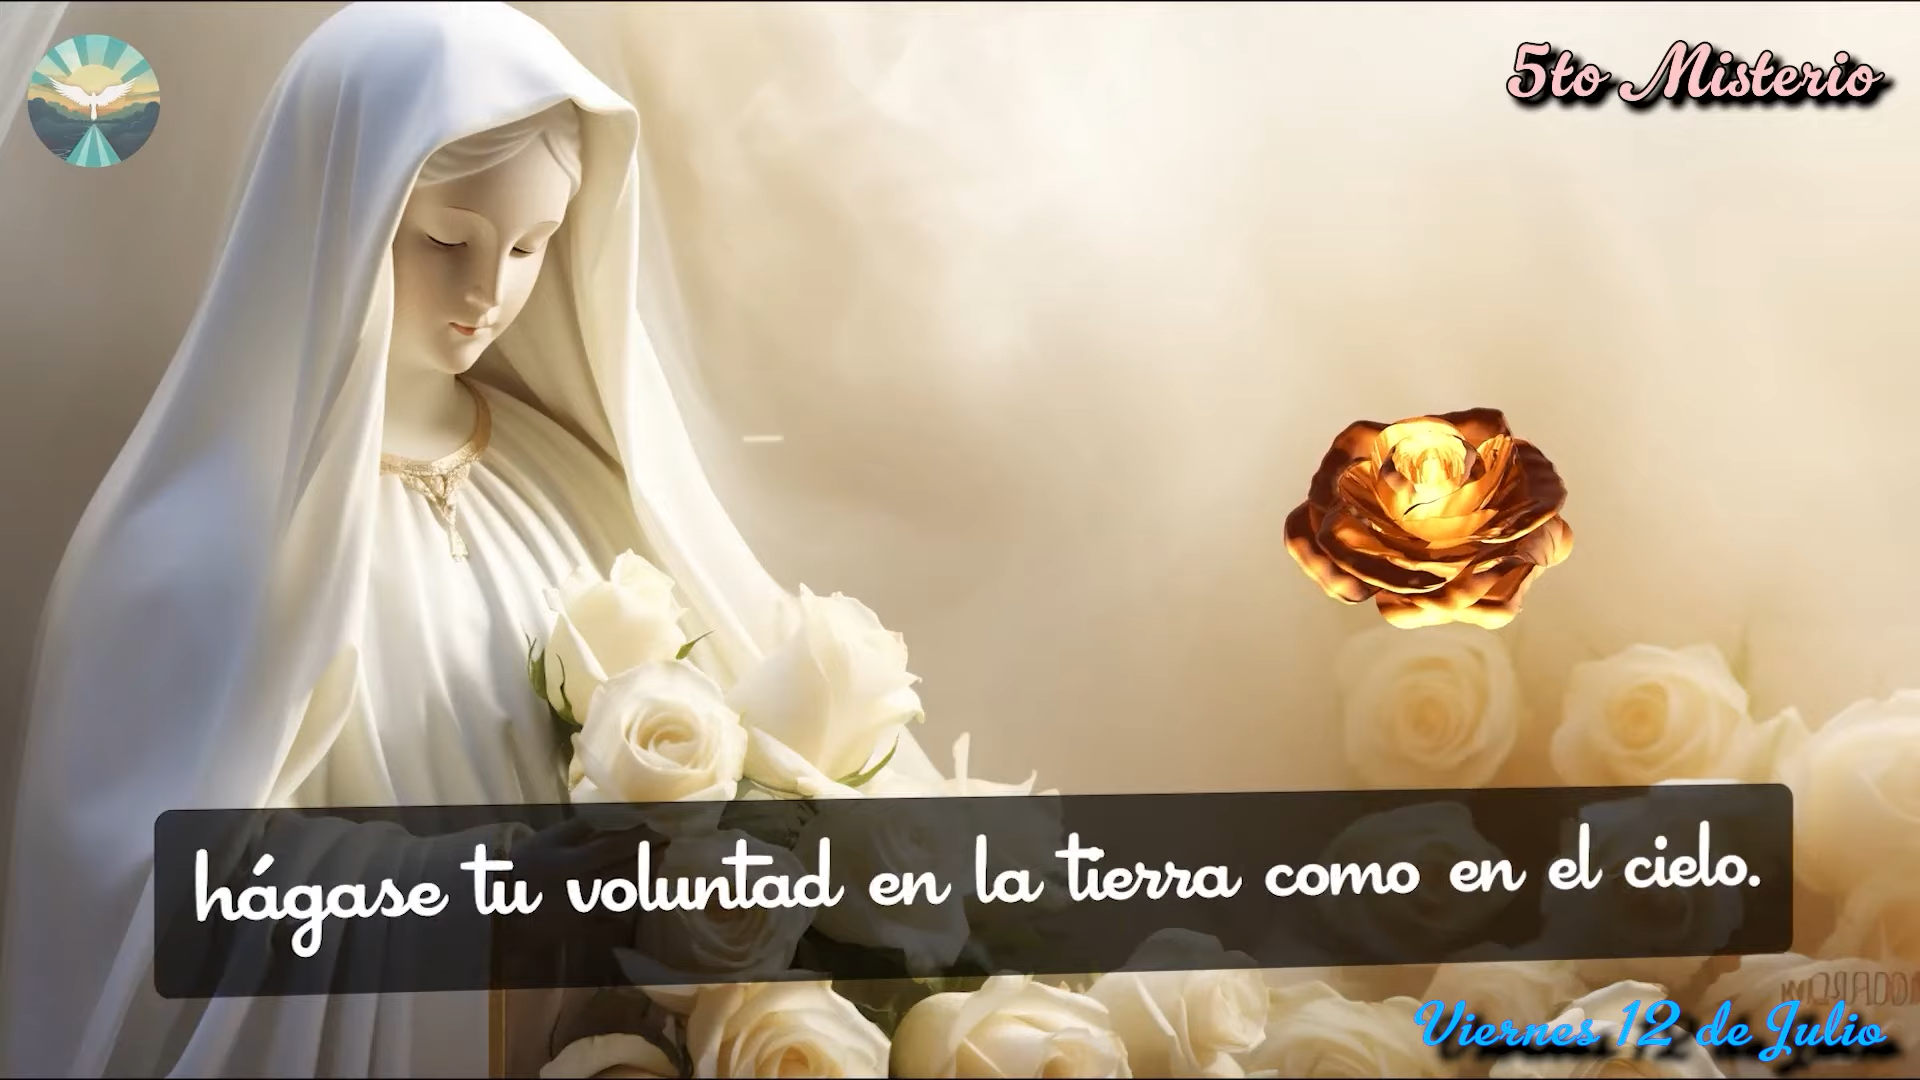 5to Misterio
hágase tu voluntad en la tierra como en el cielo.
Viernes 12 de Julio